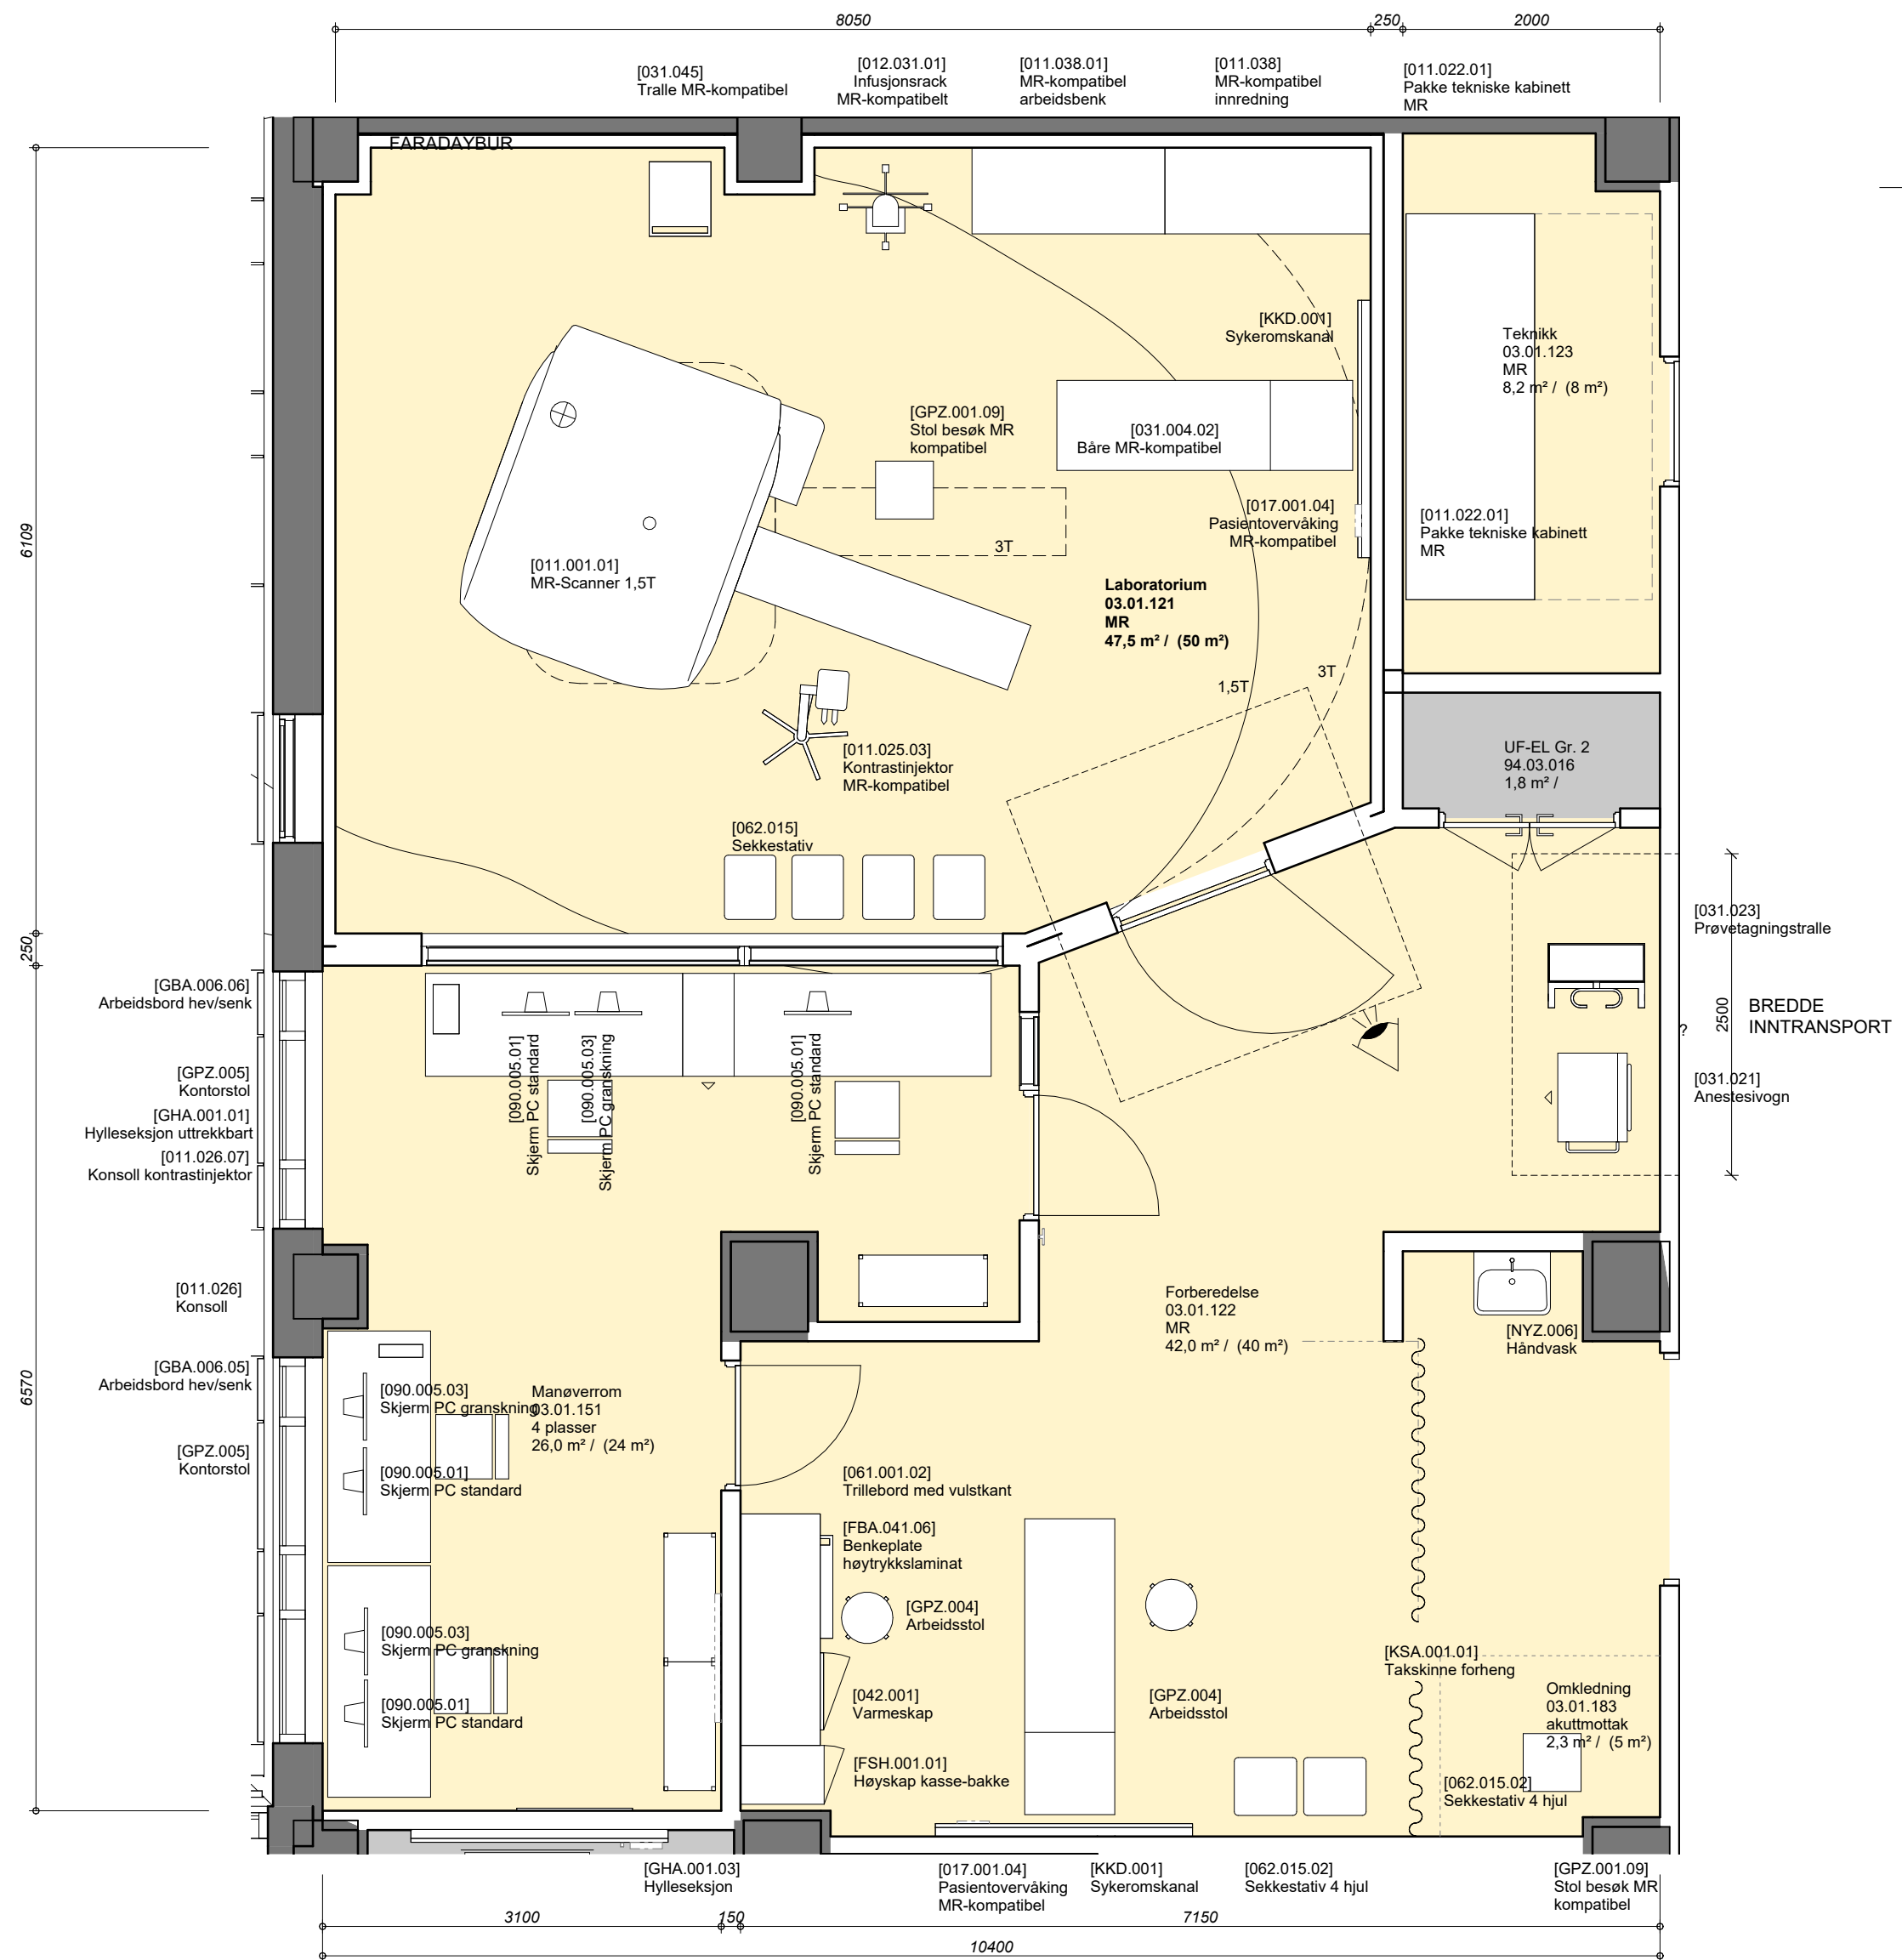 8050
250
2000
[031.045]
Tralle MR-kompatibel
[012.031.01]
Infusjonsrack
MR-kompatibelt
[011.038.01]
MR-kompatibel
arbeidsbenk
[011.038]
MR-kompatibel
innredning
[011.022.01]
Pakke tekniske kabinett
MR
FARADAYBUR
[KKD.001]
Sykeromskanal
Teknikk
03.01.123
MR
8,2 m² / (8 m²)
[GPZ.001.09]
Stol besøk MR
kompatibel
[031.004.02]
Båre MR-kompatibel
[017.001.04]
Pasientovervåking
MR-kompatibel
[011.022.01]
Pakke tekniske kabinett
MR
3T
[011.001.01]
MR-Scanner 1,5T
6109
Laboratorium
03.01.121
MR
47,5 m² / (50 m²)
3T
1,5T
[011.025.03]
Kontrastinjektor
MR-kompatibel
UF-EL Gr. 2
94.03.016
1,8 m² /
[062.015]
Sekkestativ
250
[031.023]
Prøvetagningstralle
[GBA.006.06]
Arbeidsbord hev/senk
BREDDE
INNTRANSPORT
2500
?
[090.005.01]
Skjerm PC standard
[090.005.03]
Skjerm PC granskning
[090.005.01]
Skjerm PC standard
[GPZ.005]
Kontorstol
[031.021]
Anestesivogn
[GHA.001.01]
Hylleseksjon uttrekkbart
[011.026.07]
Konsoll kontrastinjektor
[011.026]
Konsoll
Forberedelse
03.01.122
MR
42,0 m² / (40 m²)
[NYZ.006]
Håndvask
[GBA.006.05]
Arbeidsbord hev/senk
6570
[090.005.03]
Skjerm PC granskning
Manøverrom
03.01.151
4 plasser
26,0 m² / (24 m²)
[GPZ.005]
Kontorstol
[090.005.01]
Skjerm PC standard
[061.001.02]
Trillebord med vulstkant
[FBA.041.06]
Benkeplate
høytrykkslaminat
[GPZ.004]
Arbeidsstol
[090.005.03]
Skjerm PC granskning
[KSA.001.01]
Takskinne forheng
[090.005.01]
Skjerm PC standard
[042.001]
Varmeskap
[GPZ.004]
Arbeidsstol
Omkledning
03.01.183
akuttmottak
2,3 m² / (5 m²)
[FSH.001.01]
Høyskap kasse-bakke
[062.015.02]
Sekkestativ 4 hjul
[GHA.001.03]
Hylleseksjon
[017.001.04]
Pasientovervåking
MR-kompatibel
[KKD.001]
Sykeromskanal
[062.015.02]
Sekkestativ 4 hjul
[GPZ.001.09]
Stol besøk MR
kompatibel
3100
150
7150
10400